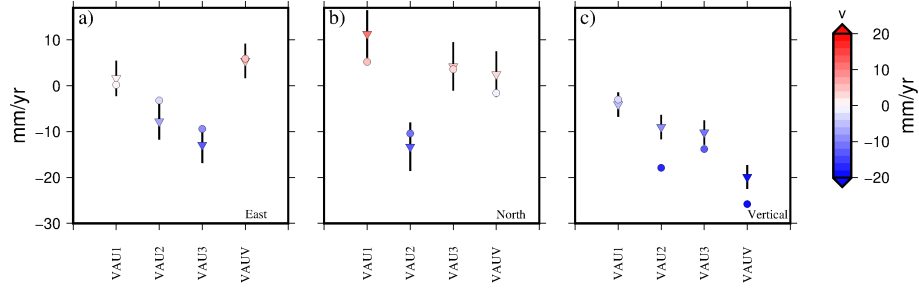 a)
b)
c)
mm/yr
10
0
−10
−20
−30
East
North
Vertical
VAU1
VAU2
VAU3
VAUV
VAU1
VAU2
VAU3
VAUV
VAU1
VAU2
VAU3
VAUV
v
20
10
0
−10
−20
mm/yr